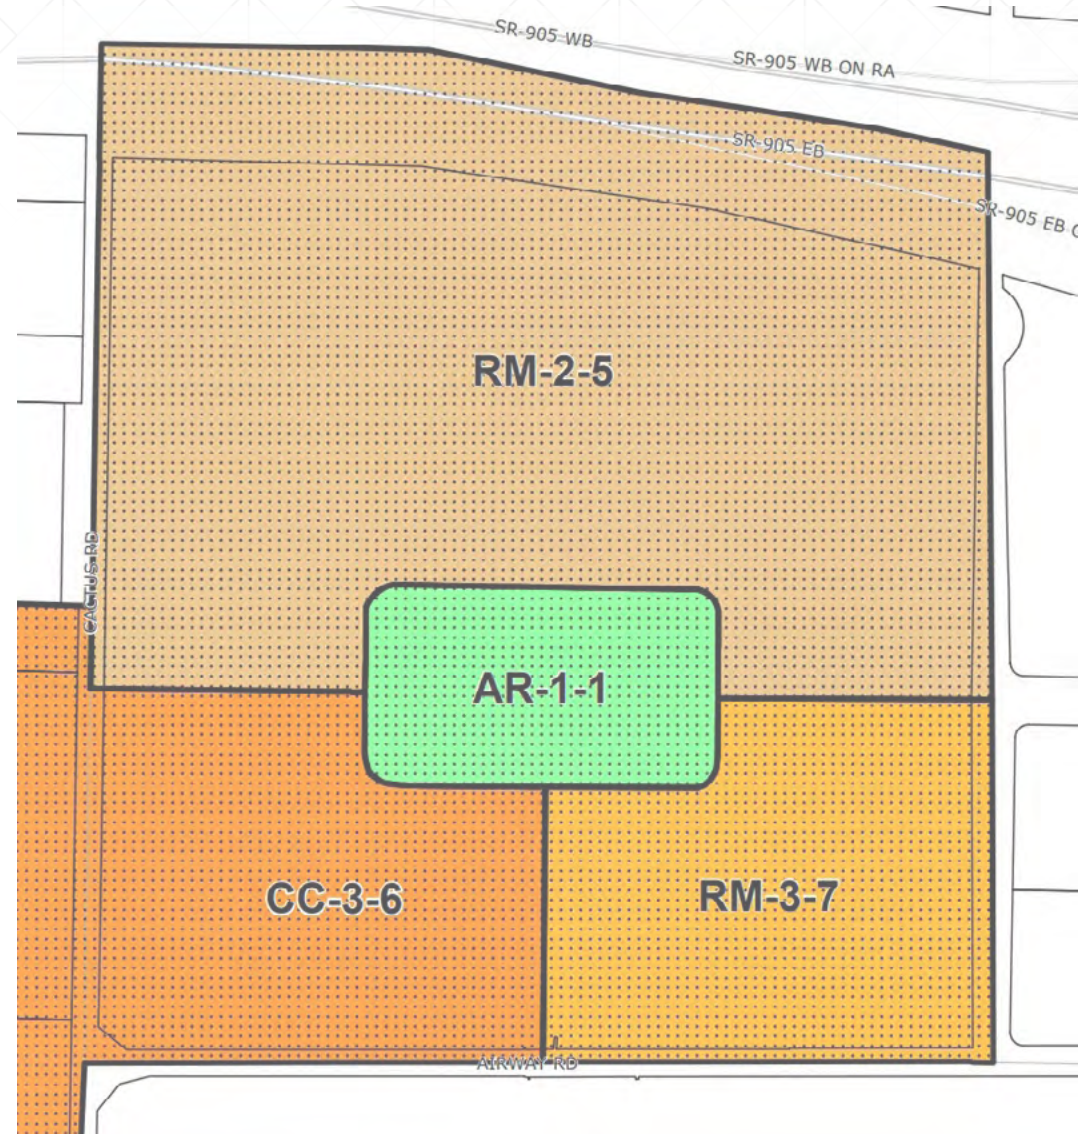 SR-905 WB
SR-905 WB ON RA
SR-905 EB
SR-905 EB
RM-2-5
CACTUS RD
AR-1-1
CC-3-6
RM-3-7
AIRWAY RD